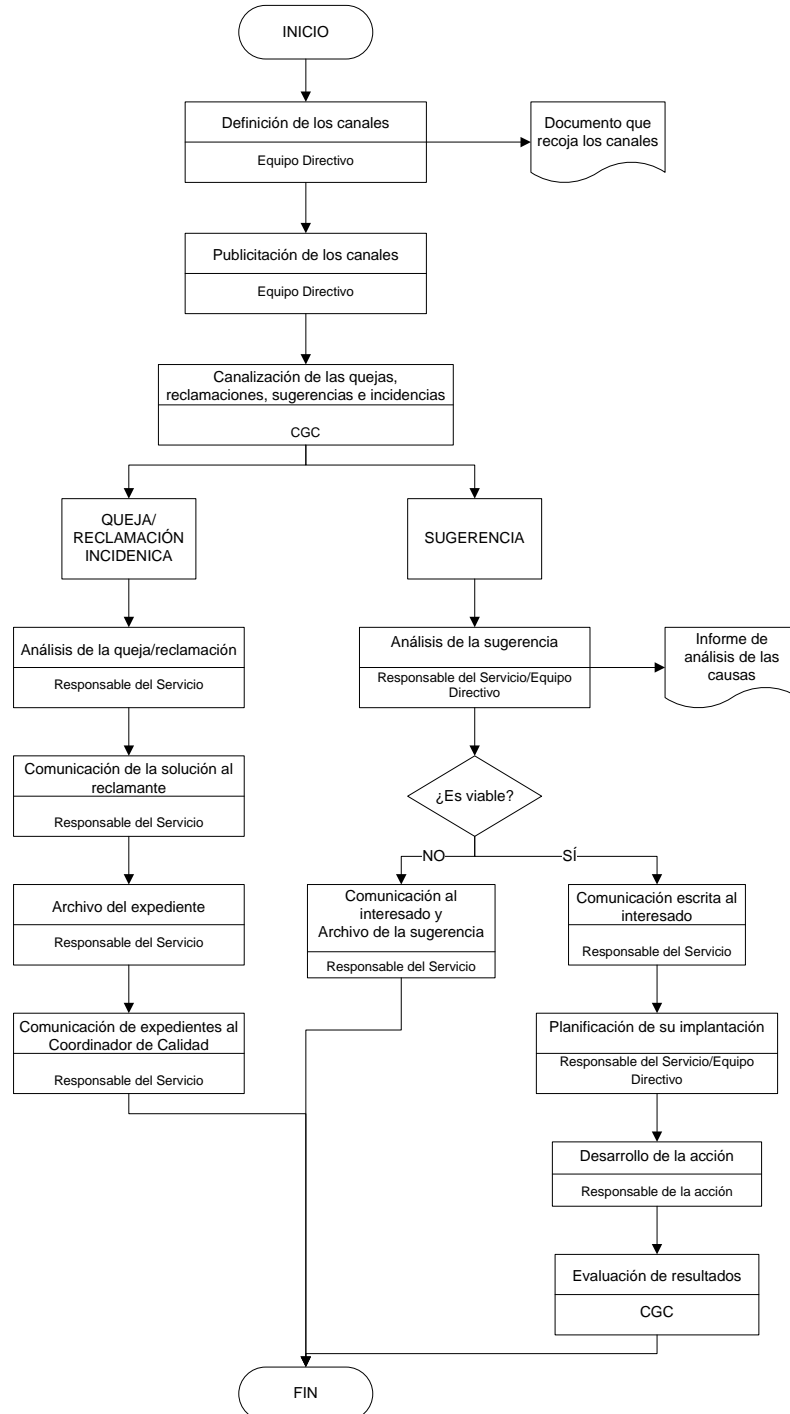 INICIO
Definición de los canales
Equipo Directivo
Documento que
recoja los canales
Publicitación de los canales
Equipo Directivo
Canalización de las quejas,
reclamaciones, sugerencias e incidencias
CGC
QUEJA/
RECLAMACIÓN
INCIDENICA
SUGERENCIA
Análisis de la queja/reclamación
Responsable del Servicio
Análisis de la sugerencia
Responsable del Servicio/Equipo
Directivo
Informe de
análisis de las
causas
Comunicación de la solución al
reclamante
Responsable del Servicio
¿Es viable?
NO
SÍ
Archivo del expediente
Responsable del Servicio
Comunicación al
interesado y
Archivo de la sugerencia
Responsable del Servicio
Comunicación escrita al
interesado
Responsable del Servicio
Comunicación de expedientes al
Coordinador de Calidad
Responsable del Servicio
Planificación de su implantación
Responsable del Servicio/Equipo
Directivo
Desarrollo de la acción
Responsable de la acción
Evaluación de resultados
CGC
FIN